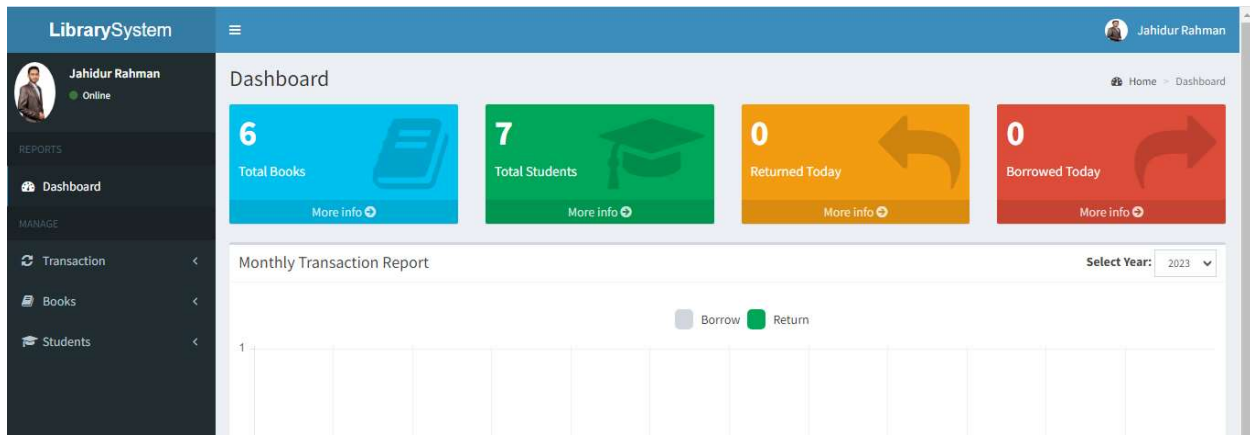 LibrarySystem
Jahidur Rahman
Jahidur Rahman
Online
REPORTS
Dashboard
MANAGE
Transaction
Books
Students
Dashboard
Home > Dashboard
6
Total Books
More info
7
Total Students
More info
0
Returned Today
More info
0
Borrowed Today
More info
Monthly Transaction Report
Select Year: 2023
Borrow Return
1